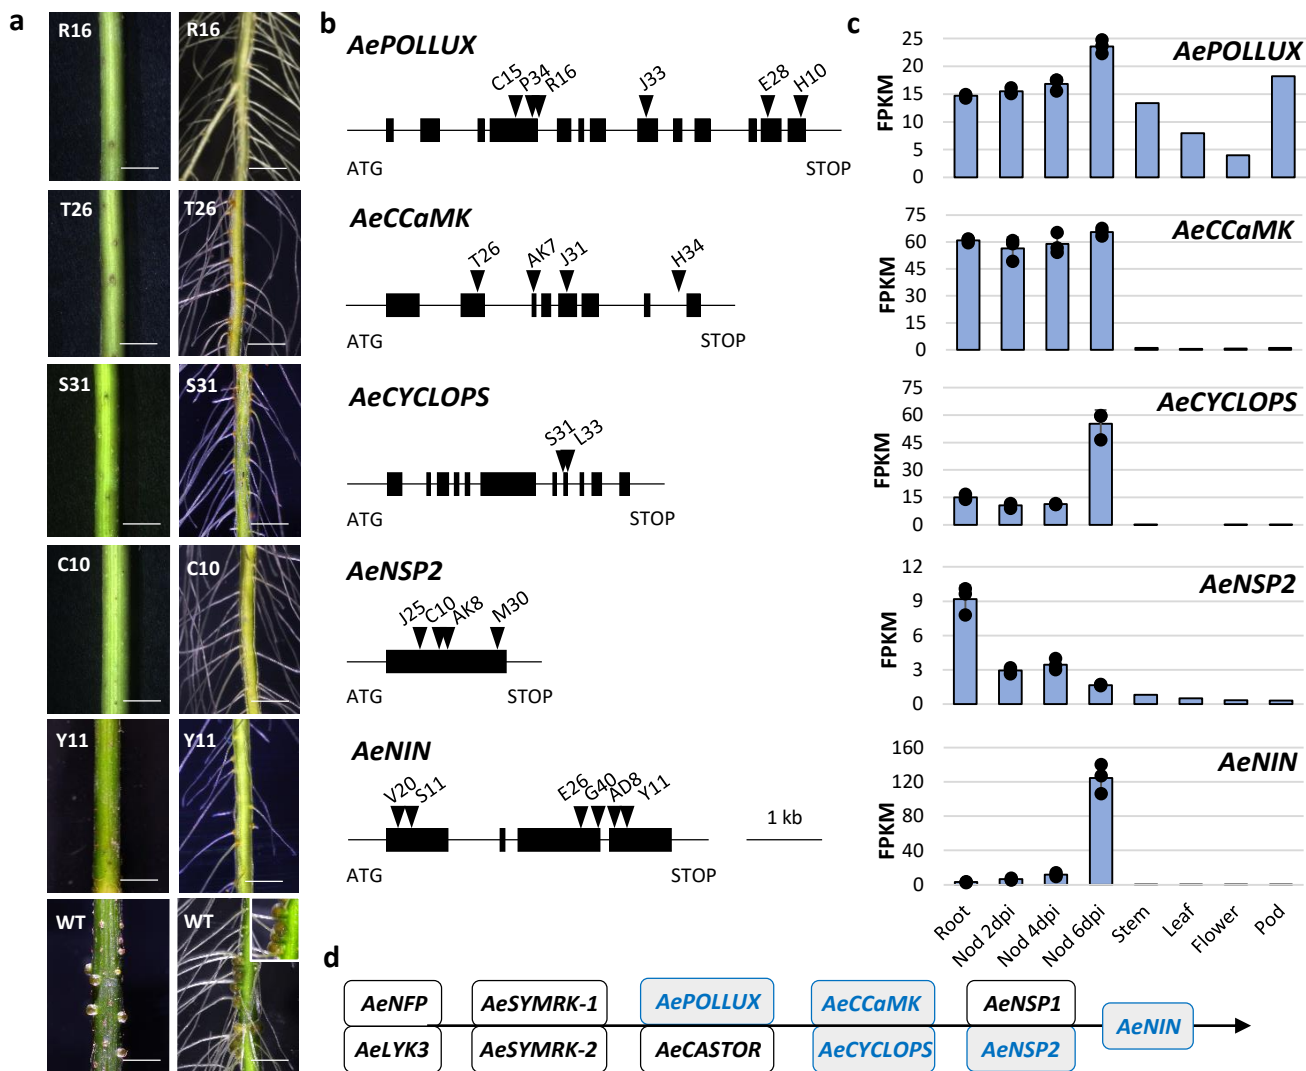 a
R16
R16
T26
T26
S31
S31
C10
C10
Y11
Y11
WT
WT
b
AePOLLUX
C15 P34 R16 J33 E28 H10
ATG STOP
AeCCaMK
T26 AK7 J31 H34
ATG STOP
AeCYCLOPS
S31 L33
ATG STOP
AeNSP2
J25 C10 AK8 M30
ATG STOP
AeNIN
V20 S11 E26 G40 AD8 Y11
1 kb
ATG STOP
c
AePOLLUX
FPKM
25
20
15
10
5
0
AeCCaMK
FPKM
75
60
45
30
15
0
AeCYCLOPS
FPKM
75
60
45
30
15
0
AeNSP2
FPKM
12
9
6
3
0
AeNIN
FPKM
160
120
80
40
0
Root
Nod 2dpi
Nod 4dpi
Nod 6dpi
Stem
Leaf
Flower
Pod
d
AeNFP AeSYMRK-1 AePOLLUX AeCCaMK AeNSP1
AeNIN
AeLYK3 AeSYMRK-2 AeCASTOR AeCYCLOPS AeNSP2